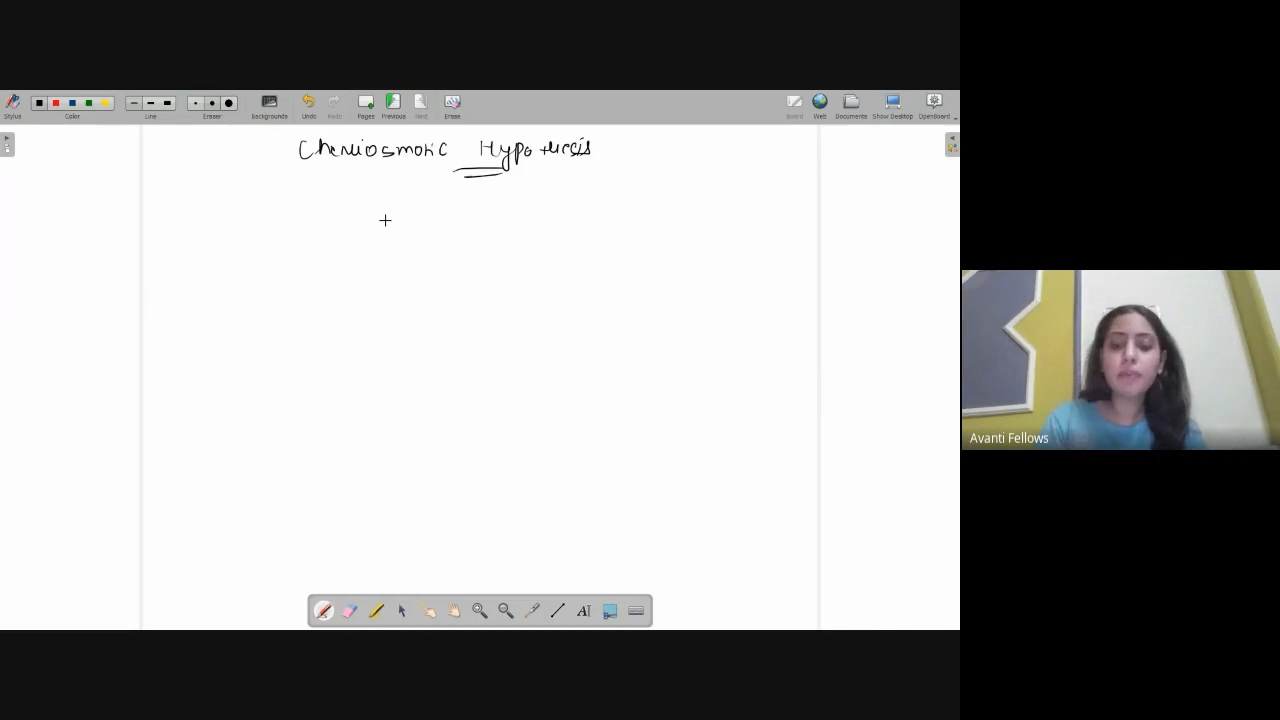 Stylus Color Line Eraser Backgrounds Undo Redo Pages Previous Next Erase Board Web Documents Show Desktop OpenBoard
Chemiosmotic Hypothesis
Avanti Fellows
AI